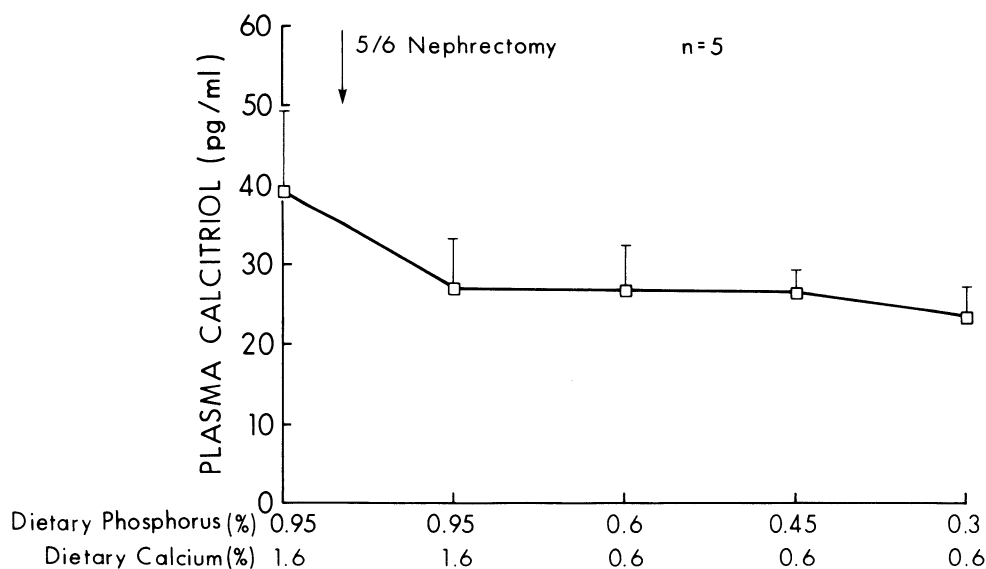 60
5/6 Nephrectomy n=5
50
40
30
20
10
0
PLASMA CALCITRIOL (pg/ml)
Dietary Phosphorus (%) 0.95 0.95 0.6 0.45 0.3
Dietary Calcium (%) 1.6 1.6 0.6 0.6 0.6